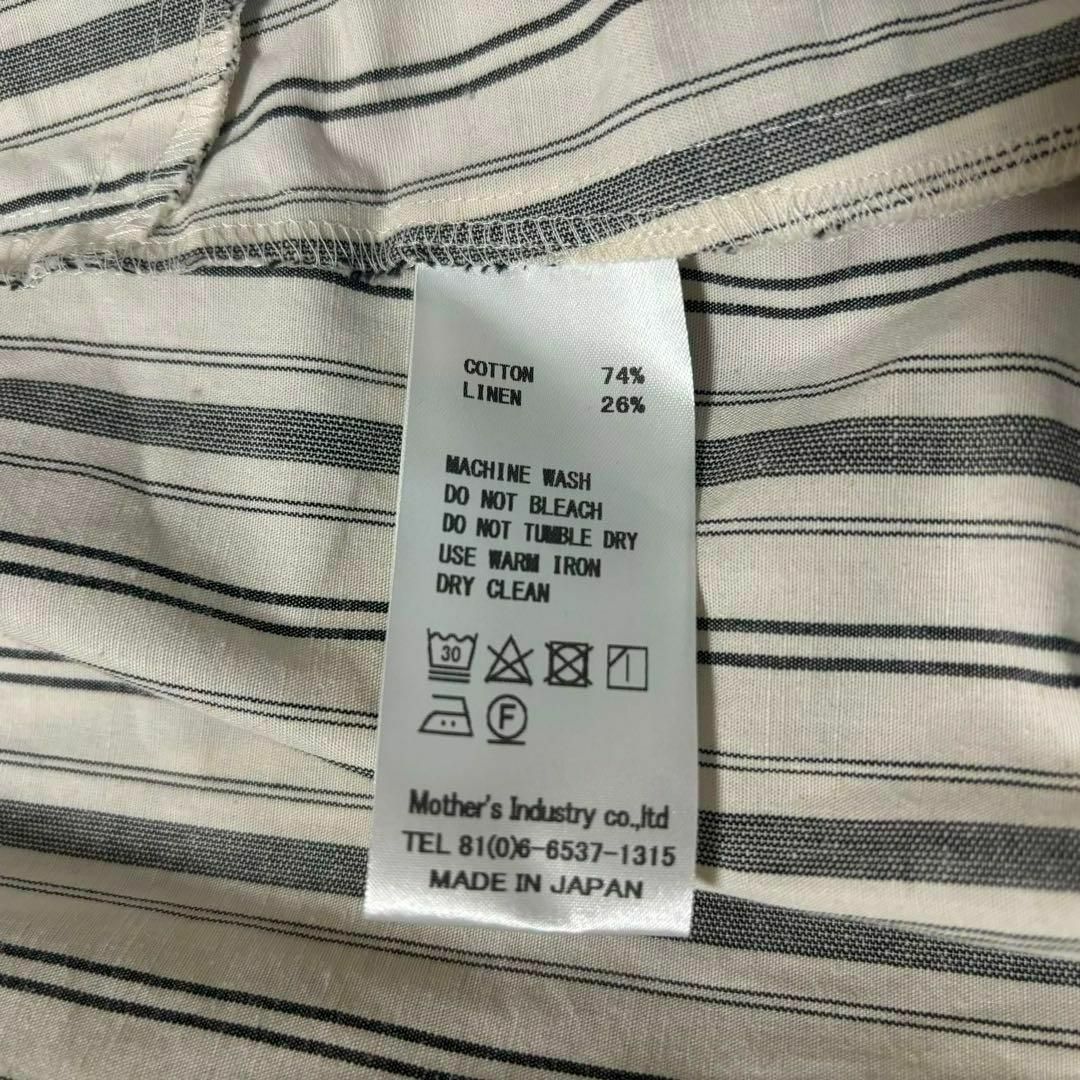 COTTON 74%
LINEN 26%
MACHINE WASH
DO NOT BLEACH
DO NOT TUMBLE DRY
USE WARM IRON
DRY CLEAN
30
F
Mother's Industry co.,ltd
TEL 81(0)6-6537-1315
MADE IN JAPAN